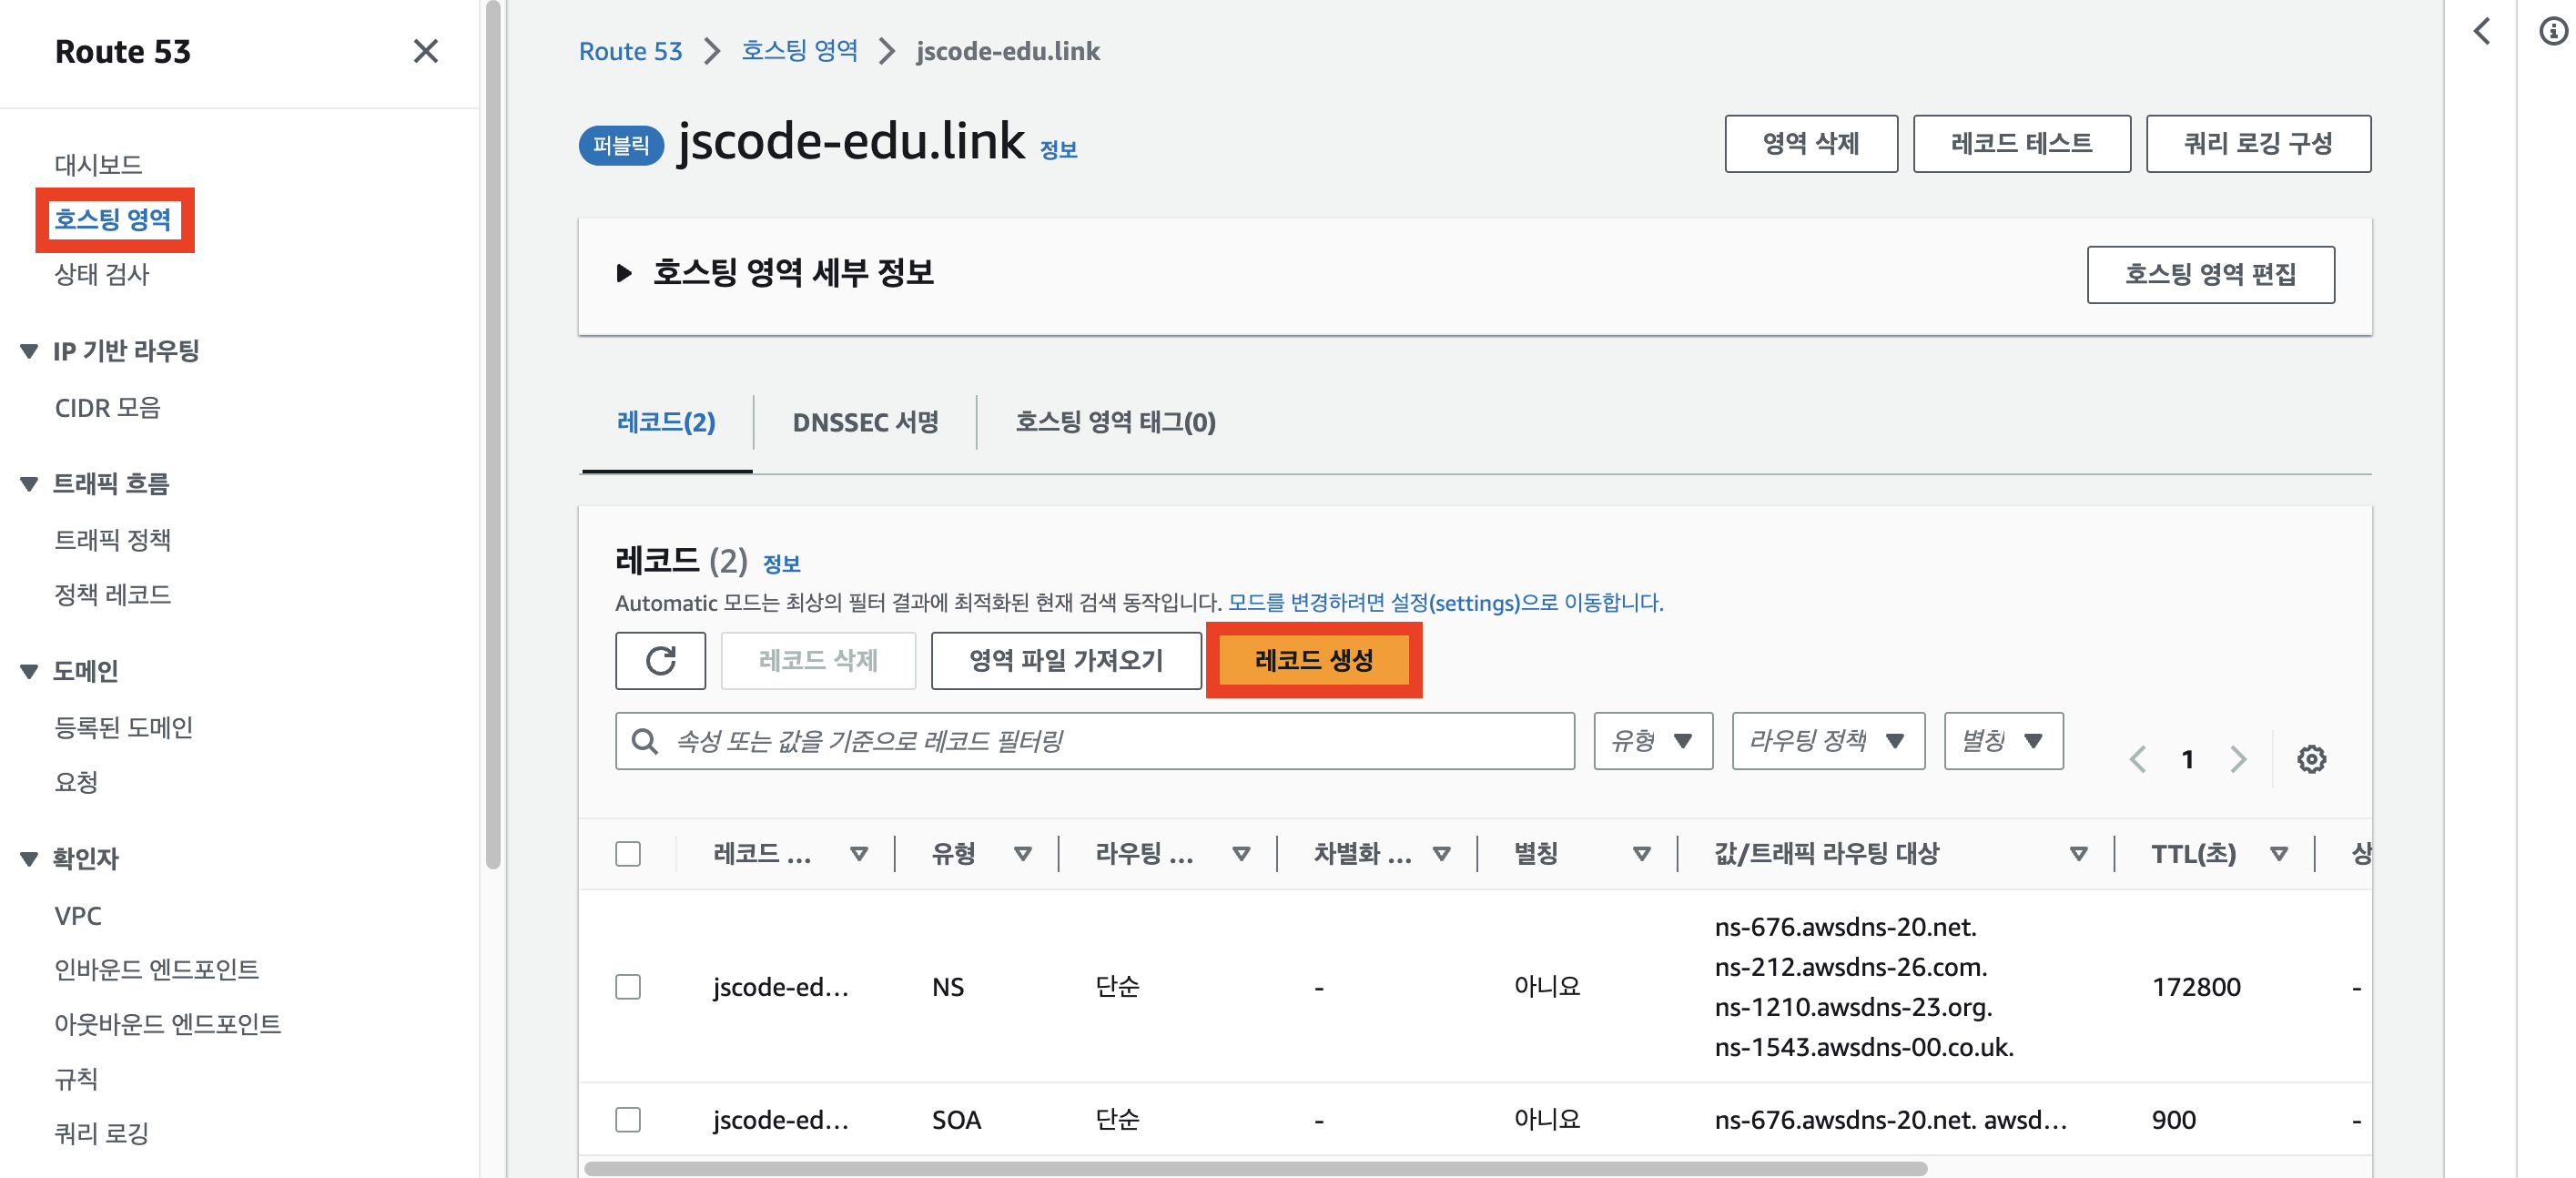 Route 53
대시보드
호스팅 영역
상태 검사
IP 기반 라우팅
CIDR 모음
트래픽 흐름
트래픽 정책
정책 레코드
도메인
등록된 도메인
요청
확인자
VPC
인바운드 엔드포인트
아웃바운드 엔드포인트
규칙
쿼리 로깅
Route 53 호스팅 영역 jscode-edu.link
퍼블릭 jscode-edu.link 정보
영역 삭제 레코드 테스트 쿼리 로깅 구성
호스팅 영역 세부 정보 호스팅 영역 편집
레코드(2) DNSSEC 서명 호스팅 영역 태그(0)
레코드 (2) 정보
Automatic 모드는 최상의 필터 결과에 최적화된 현재 검색 동작입니다. 모드를 변경하려면 설정(settings)으로 이동합니다.
레코드 삭제 영역 파일 가져오기 레코드 생성
속성 또는 값을 기준으로 레코드 필터링 유형 라우팅 정책 별칭 1
레코드 ... 유형 라우팅 ... 차별화 ... 별칭 값/트래픽 라우팅 대상 TTL(초) 상
jscode-ed... NS 단순 - 아니요 ns-676.awsdns-20.net. 172800 -
ns-212.awsdns-26.com.
ns-1210.awsdns-23.org.
ns-1543.awsdns-00.co.uk.
jscode-ed... SOA 단순 - 아니요 ns-676.awsdns-20.net. awsd... 900 -